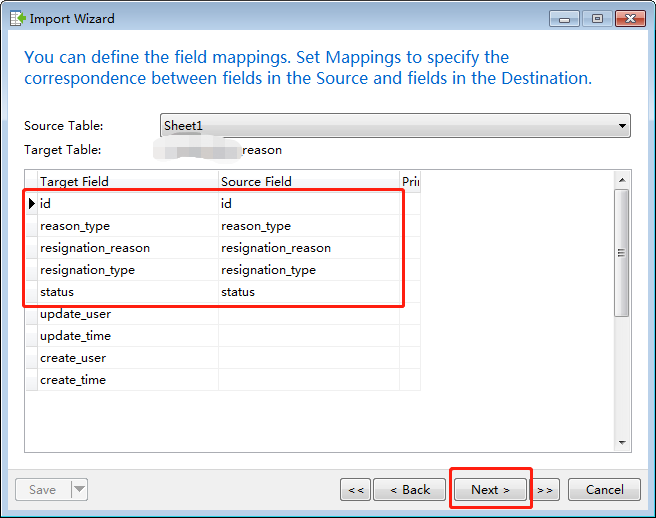 Import Wizard
You can define the field mappings. Set Mappings to specify the
correspondence between fields in the Source and fields in the Destination.
Source Table: Sheet1
Target Table: reason
Target Field Source Field Pri
id id
reason_type reason_type
resignation_reason resignation_reason
resignation_type resignation_type
status status
update_user
update_time
create_user
create_time
Save << < Back Next > >> Cancel